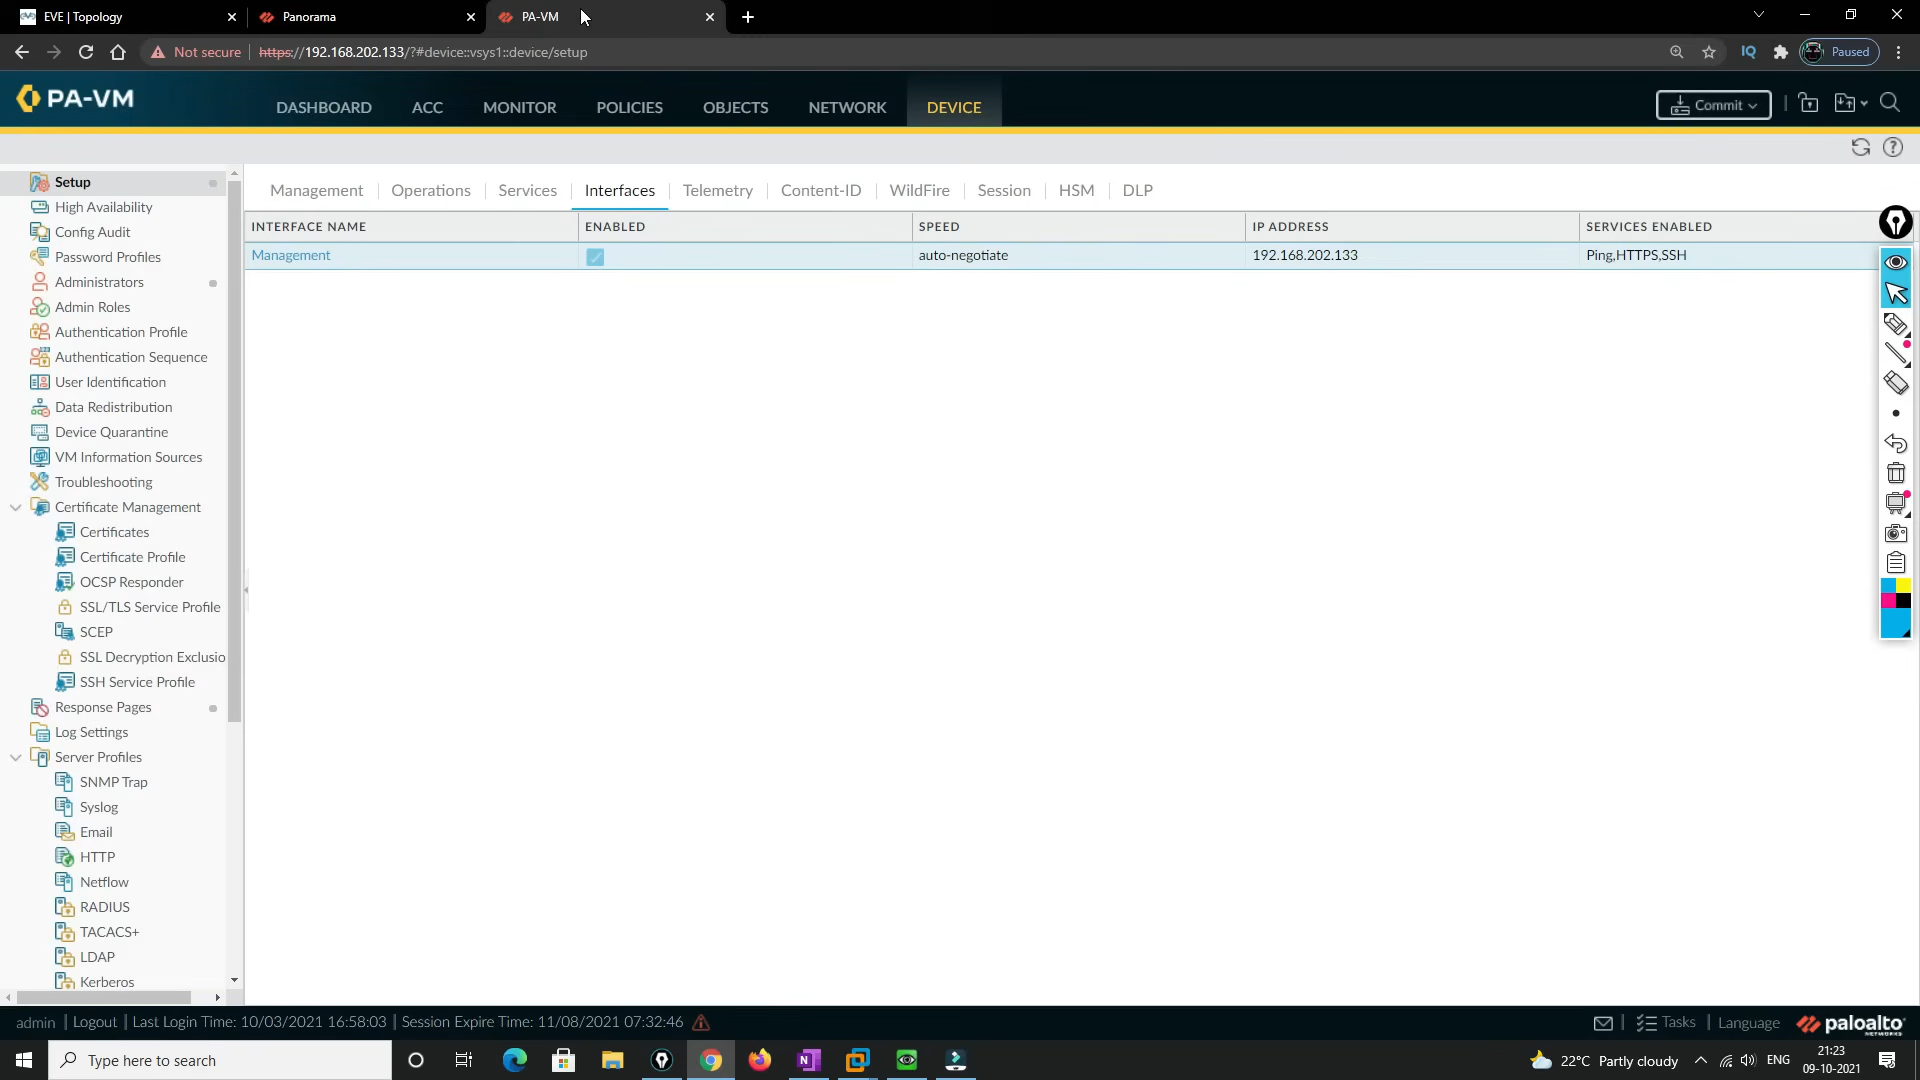 EVE | Topology
Panorama
PA-VM
Not secure
https://192.168.202.133/?#device::vsys1::device/setup
IQ
Paused
PA-VM
DASHBOARD
ACC
MONITOR
POLICIES
OBJECTS
NETWORK
DEVICE
Commit
Setup
High Availability
Config Audit
Password Profiles
Administrators
Admin Roles
Authentication Profile
Authentication Sequence
User Identification
Data Redistribution
Device Quarantine
VM Information Sources
Troubleshooting
Certificate Management
Certificates
Certificate Profile
OCSP Responder
SSL/TLS Service Profile
SCEP
SSL Decryption Exclusio
SSH Service Profile
Response Pages
Log Settings
Server Profiles
SNMP Trap
Syslog
Email
HTTP
Netflow
RADIUS
TACACS+
LDAP
Kerberos
Management
Operations
Services
Interfaces
Telemetry
Content-ID
WildFire
Session
HSM
DLP
INTERFACE NAME
ENABLED
SPEED
IP ADDRESS
SERVICES ENABLED
Management
auto-negotiate
192.168.202.133
Ping,HTTPS,SSH
admin | Logout | Last Login Time: 10/03/2021 16:58:03 | Session Expire Time: 11/08/2021 07:32:46
Tasks | Language
paloalto
NETWORKS
Type here to search
22°C Partly cloudy
ENG
21:23
09-10-2021